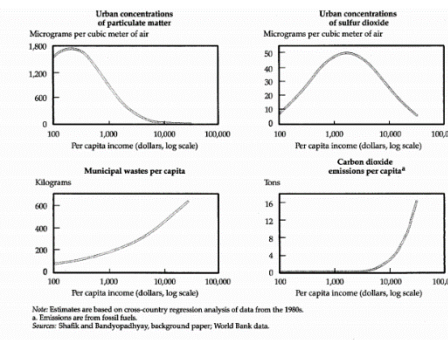 Urban concentrations
of particulate matter
Micrograms per cubic meter of air
1,800
1,200
600
0
100 1,000 10,000 100,000
Per capita income (dollars, log scale)
Urban concentrations
of sulfur dioxide
Micrograms per cubic meter of air
50
40
30
20
10
0
100 1,000 10,000 100,
Per capita income (dollars, log scale)
Municipal wastes per capita
Kilograms
600
400
200
0
100 1,000 10,000 100,000
Per capita income (dollars, log scale)
Carbon dioxide
emissions per capitaª
Tons
16
12
8
4
0
100 1,000 10,000 100,
Per capita income (dollars, log scale)
Note: Estimates are based on cross-country regression analysis of data from the 1980s.
a. Emissions are from fossil fuels.
Sources: Shafik and Bandyopadhyay, background paper; World Bank data.